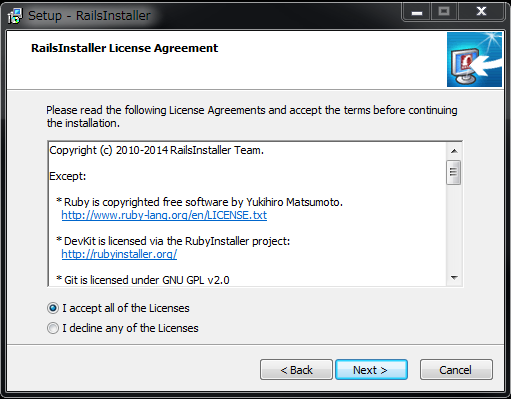 Setup - RailsInstaller
RailsInstaller License Agreement
Please read the following License Agreements and accept the terms before continuing
the installation.
Copyright (c) 2010-2014 RailsInstaller Team.
Except:
* Ruby is copyrighted free software by Yukihiro Matsumoto.
http://www.ruby-lang.org/en/LICENSE.txt
* DevKit is licensed via the RubyInstaller project:
http://rubyinstaller.org/
* Git is licensed under GNU GPL v2.0
I accept all of the Licenses
I decline any of the Licenses
< Back
Next >
Cancel